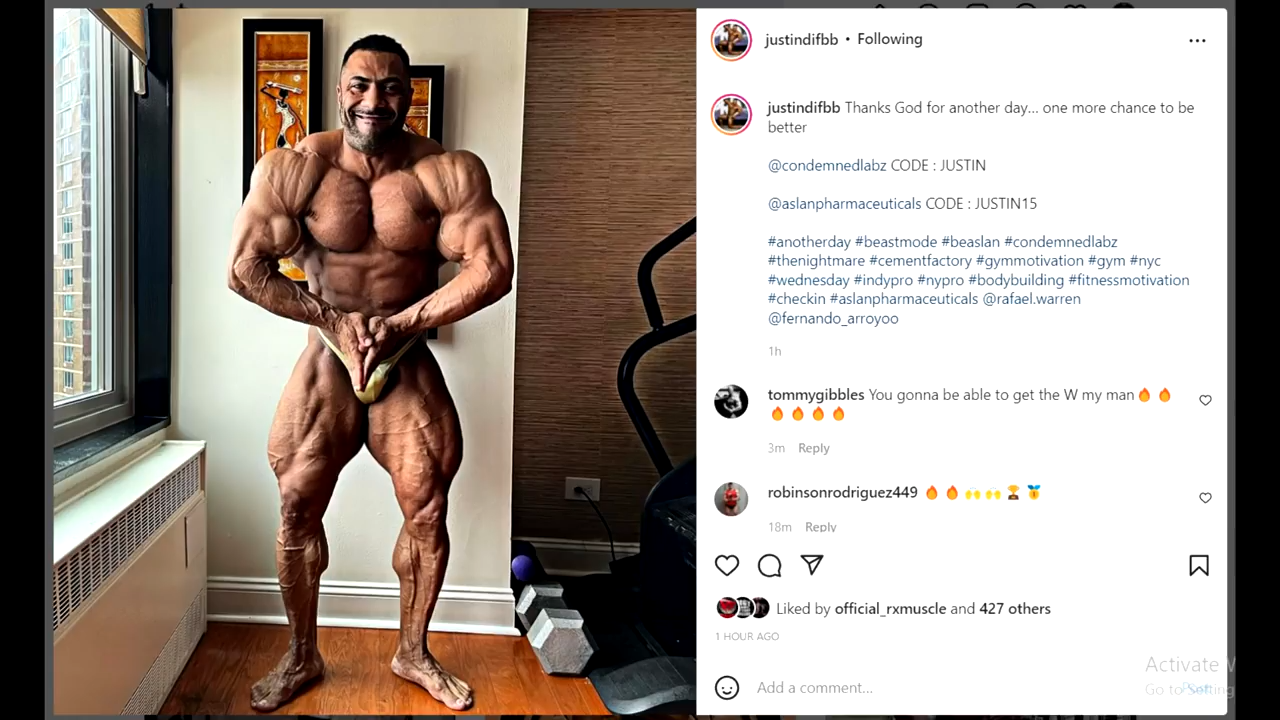 justindifbb • Following
justindifbb Thanks God for another day... one more chance to be
better
@condemnedlabz CODE : JUSTIN
@aslanpharmaceuticals CODE : JUSTIN15
#anotherday #beastmode #beaslan #condemnedlabz
#thenightmare #cementfactory #gymmotivation #gym #nyc
#wednesday #indypro #nypro #bodybuilding #fitnessmotivation
#checkin #aslanpharmaceuticals @rafael.warren
@fernando_arroyoo
1h
tommygibbles You gonna be able to get the W my man🔥🔥
🔥🔥🔥🔥
3m Reply
robinsonrodriguez449 🔥🔥🙌🙌🏆🏅
18m Reply
Liked by official_rxmuscle and 427 others
1 HOUR AGO
Add a comment...
Activate
Go to Setting